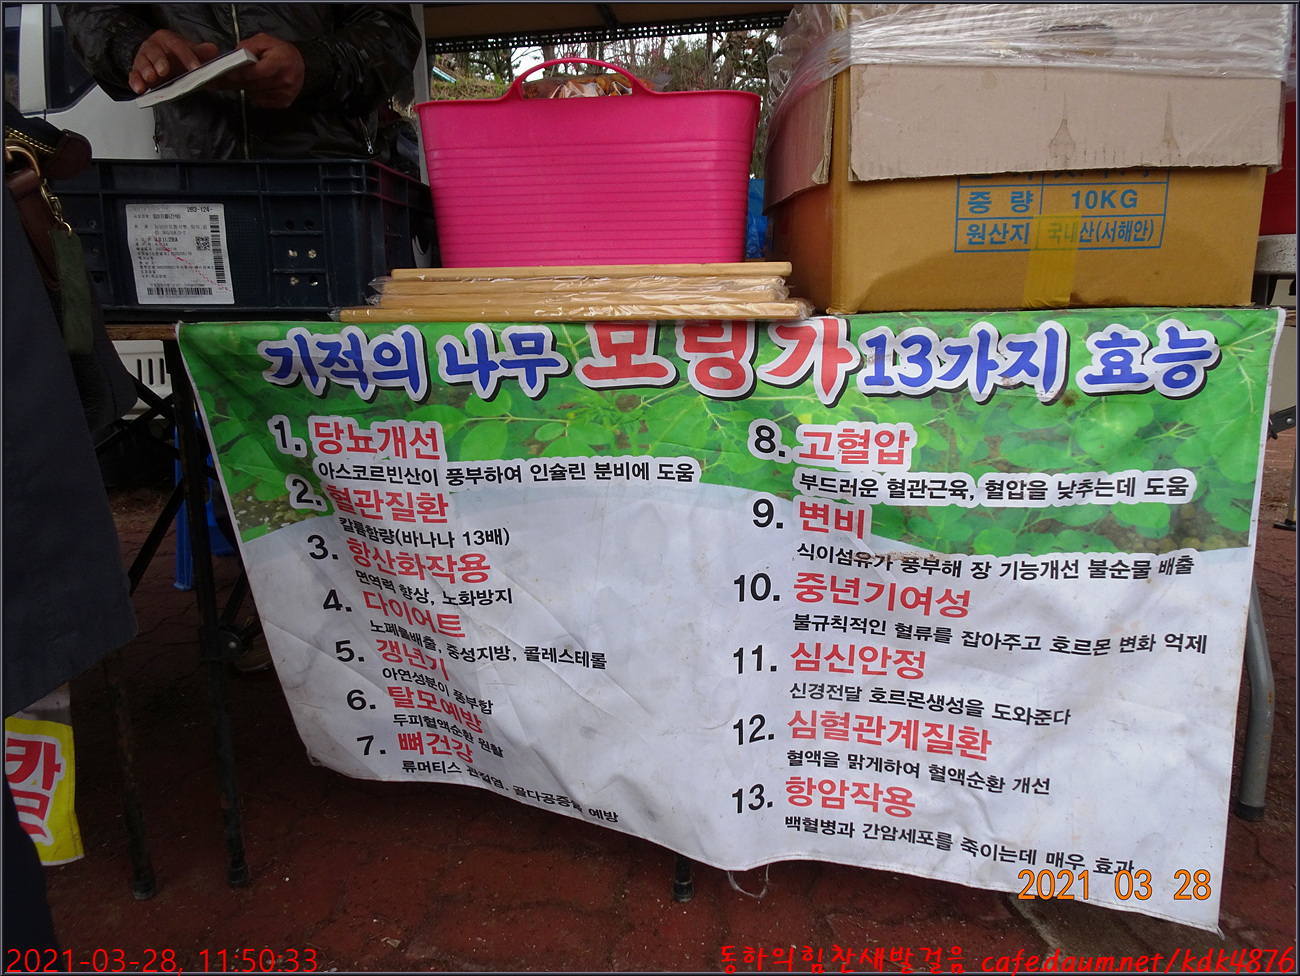 283-124-
중 량 10KG
원산지 국내산(서해안)
기적의 나무 모링가 13가지 효능
1. 당뇨개선
아스코르빈산이 풍부하여 인슐린 분비에 도움
2. 혈관질환
칼륨함량(바나나 13배)
3. 항산화작용
면역력 향상, 노화방지
4. 다이어트
노폐물배출, 중성지방, 콜레스테롤
5. 갱년기
아연성분이 풍부함
6. 탈모예방
두피혈액순환 원활
7. 뼈건강
류머티스 관절염, 골다공증을 예방
8. 고혈압
부드러운 혈관근육, 혈압을 낮추는데 도움
9. 변비
식이섬유가 풍부해 장 기능개선 불순물 배출
10. 중년기여성
불규칙적인 혈류를 잡아주고 호르몬 변화 억제
11. 심신안정
신경전달 호르몬생성을 도와준다
12. 심혈관계질환
혈액을 맑게하여 혈액순환 개선
13. 항암작용
백혈병과 간암세포를 죽이는데 매우 효과
2021 03 28
2021-03-28, 11:50:33
동하의힘찬새발걸음 cafe.daum.net/kdk4876